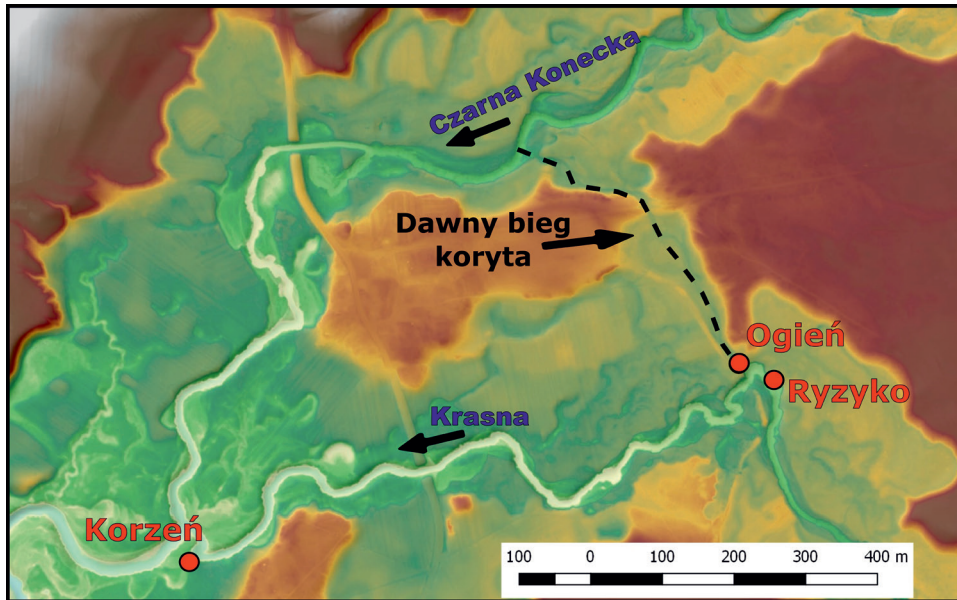 Czarna Konecka
Dawny bieg
koryta
Ogień
Ryzyko
Krasna
Korzeń
100 0 100 200 300 400 m